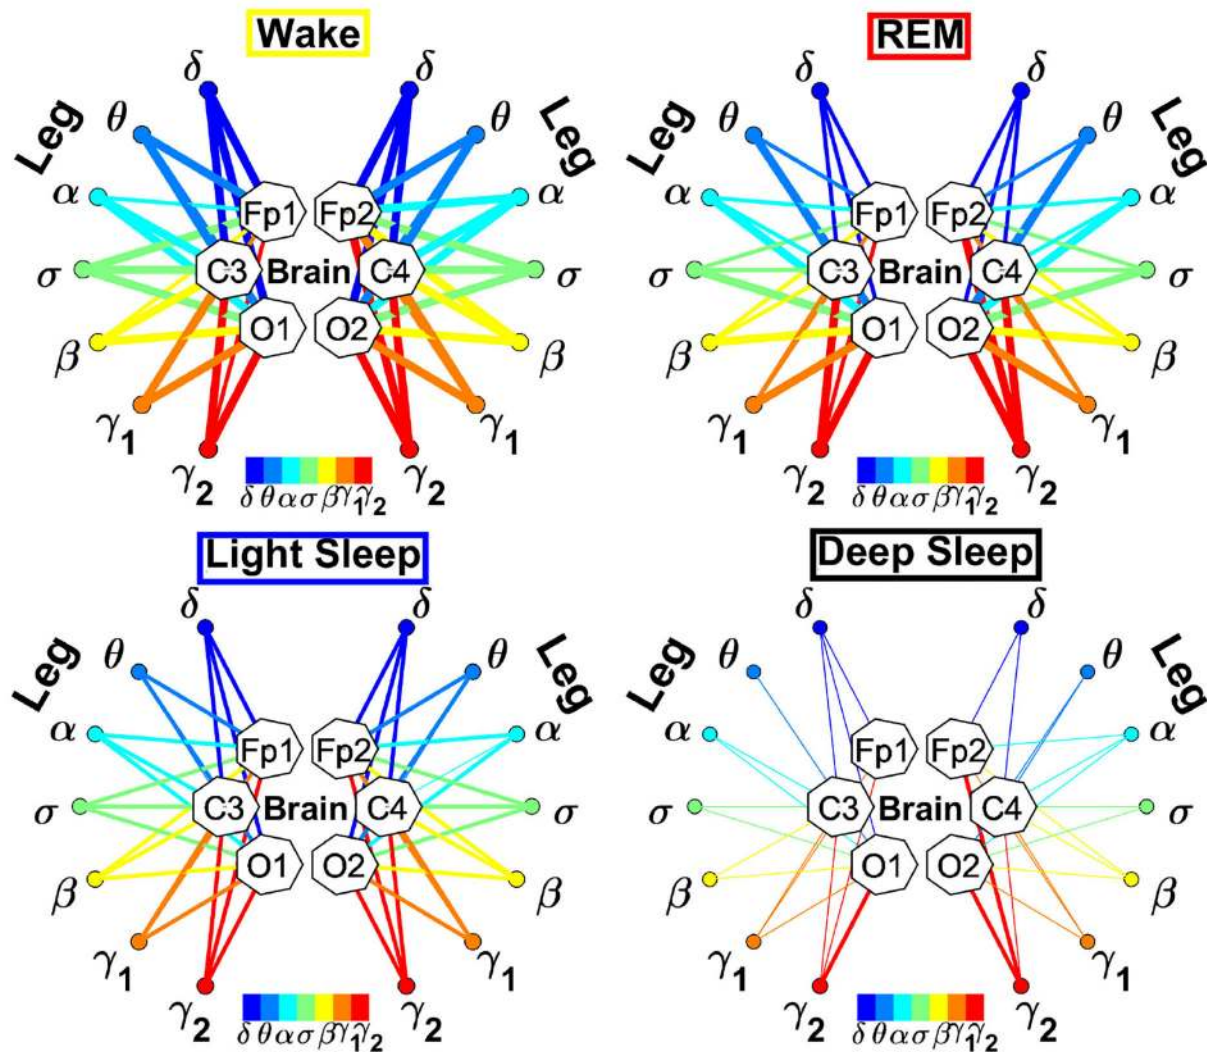 Wake
δ δ
Leg θ θ Leg
α Fp1 Fp2 α
σ C3 Brain C4 σ
β O1 O2 β
γ1 γ1
γ2 γ2
δ θ α σ β γ1 γ2
REM
δ δ
Leg θ θ Leg
α Fp1 Fp2 α
σ C3 Brain C4 σ
β O1 O2 β
γ1 γ1
γ2 γ2
δ θ α σ β γ1 γ2
Light Sleep
δ δ
Leg θ θ Leg
α Fp1 Fp2 α
σ C3 Brain C4 σ
β O1 O2 β
γ1 γ1
γ2 γ2
δ θ α σ β γ1 γ2
Deep Sleep
δ δ
Leg θ θ Leg
α Fp1 Fp2 α
σ C3 Brain C4 σ
β O1 O2 β
γ1 γ1
γ2 γ2
δ θ α σ β γ1 γ2